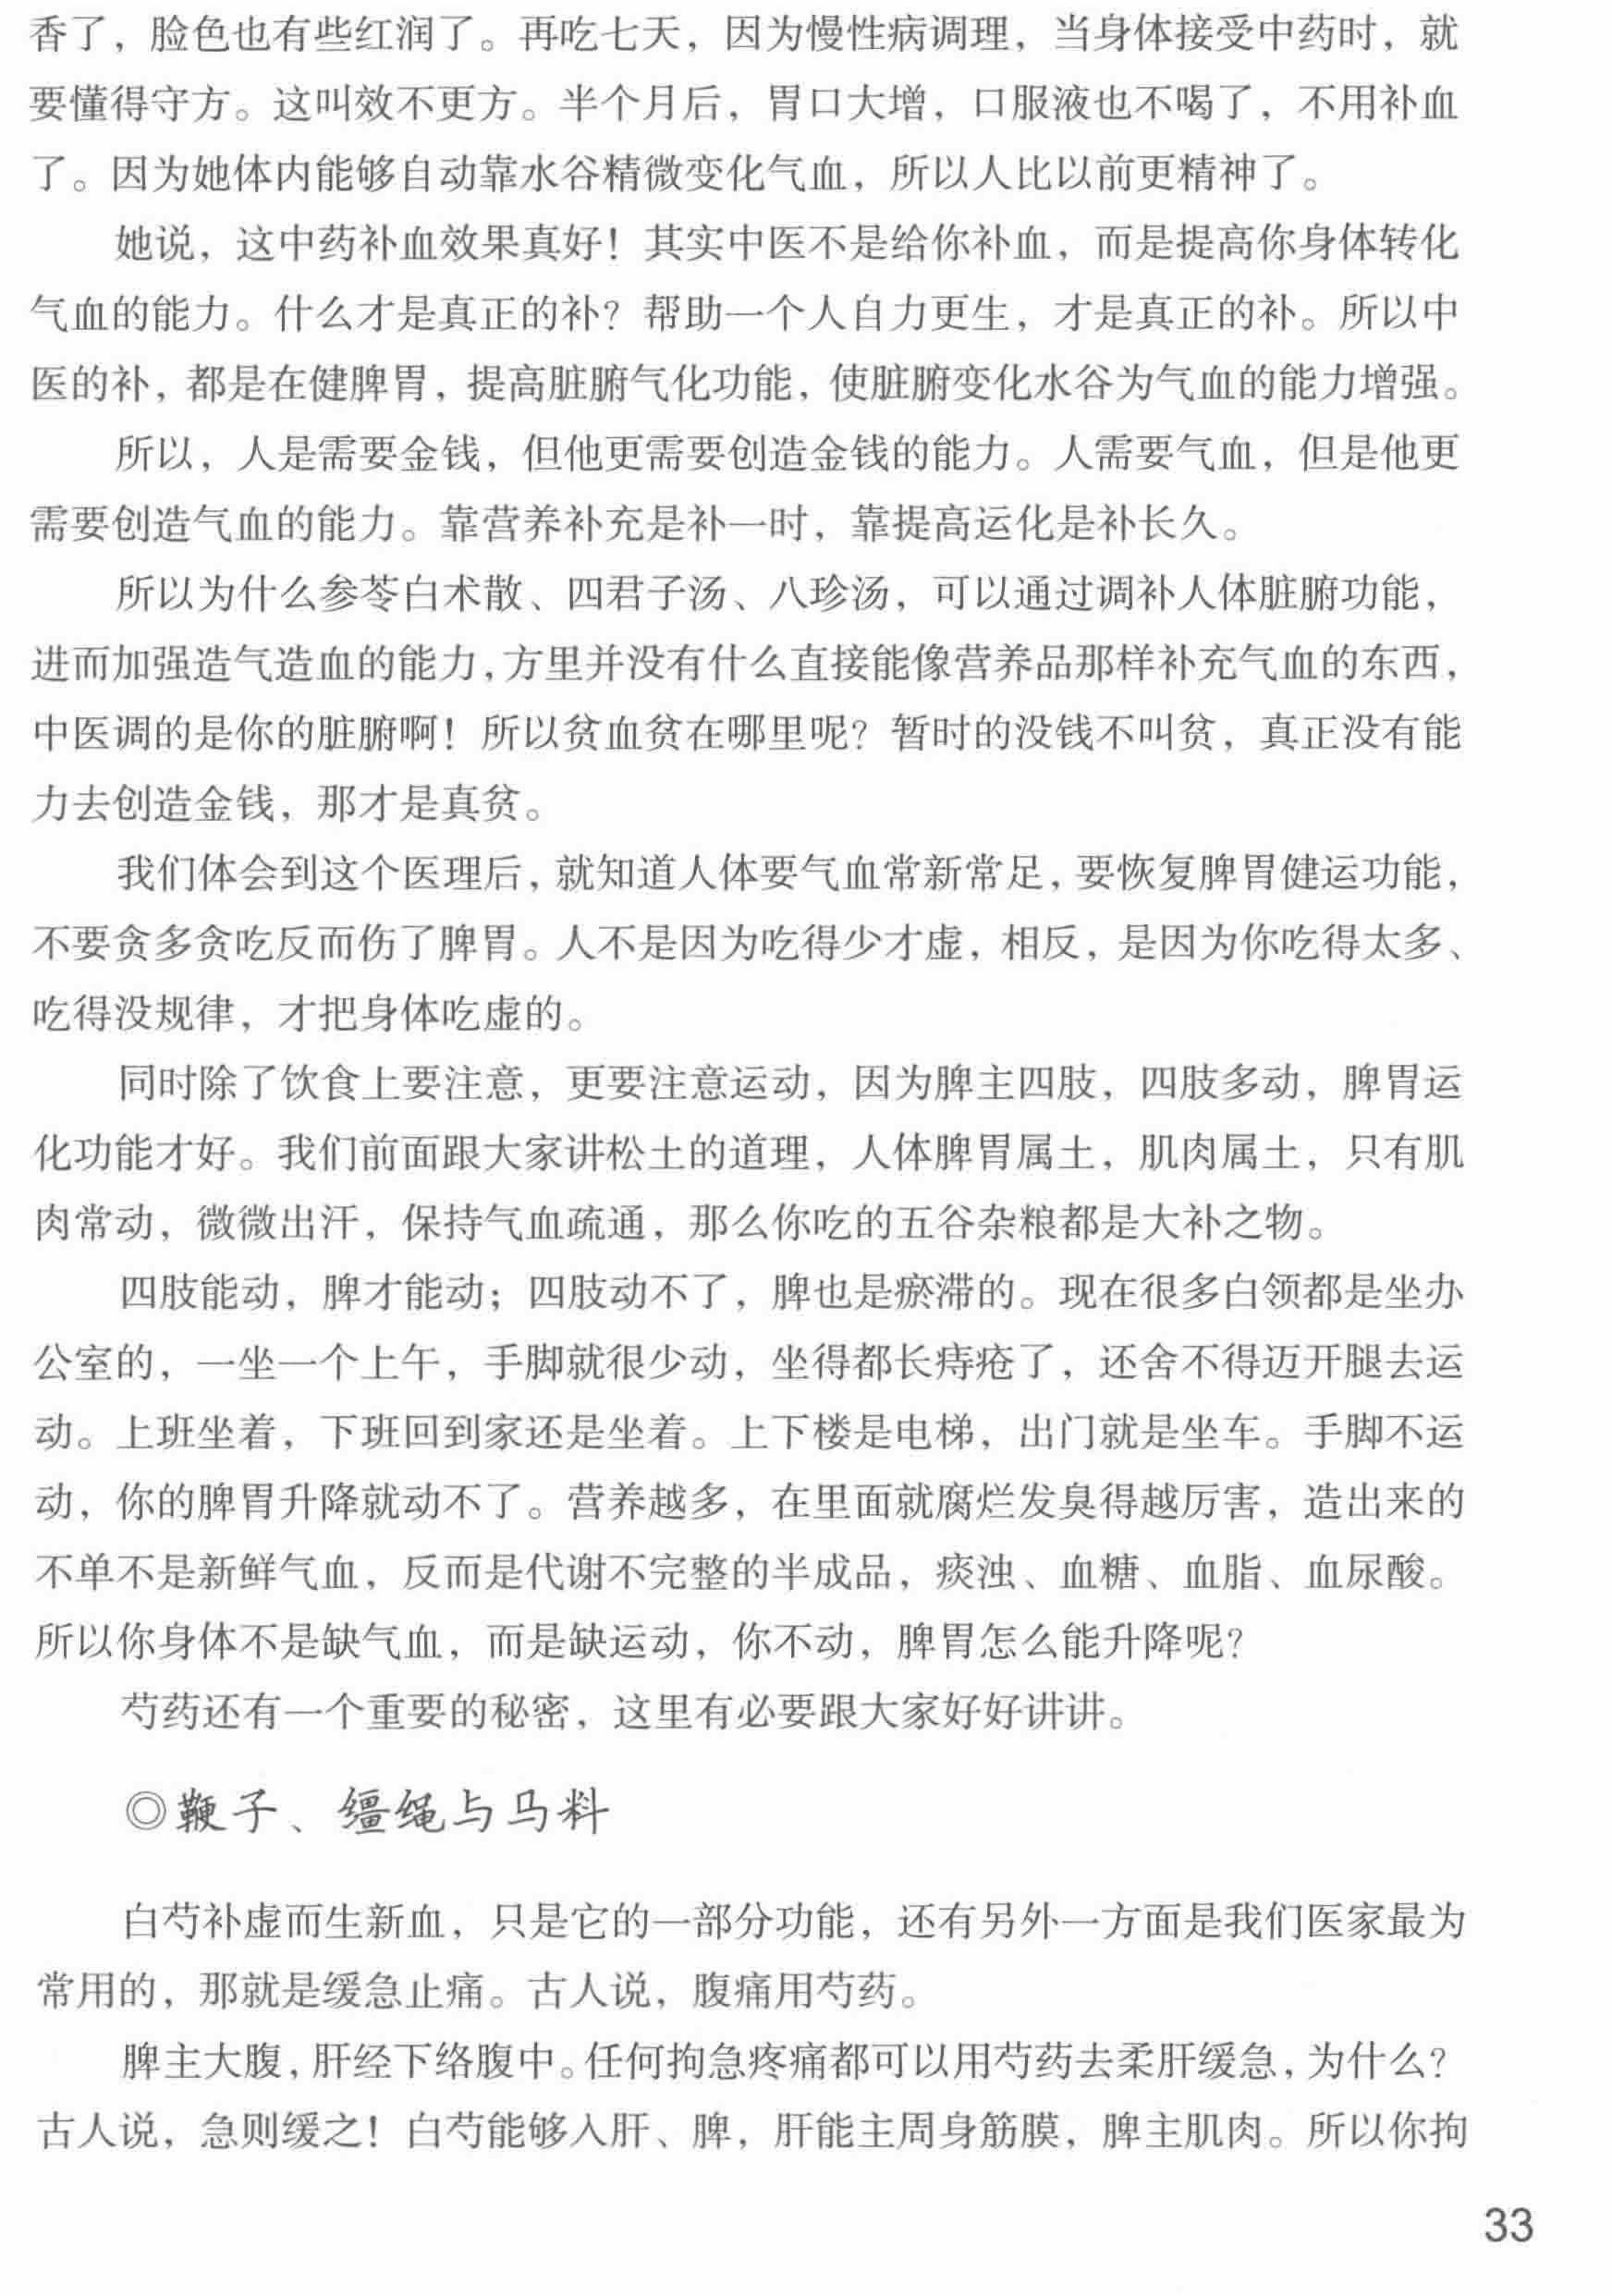 香了，脸色也有些红润了。再吃七天，因为慢性病调理，当身体接受中药时，就
要懂得守方。这叫效不更方。半个月后，胃口大增，口服液也不喝了，不用补血
了。因为她体内能够自动靠水谷精微变化气血，所以人比以前更精神了。
她说，这中药补血效果真好！其实中医不是给你补血，而是提高你身体转化
气血的能力。什么才是真正的补？帮助一个人自力更生，才是真正的补。所以中
医的补，都是在健脾胃，提高脏腑气化功能，使脏腑变化水谷为气血的能力增强。
所以，人是需要金钱，但他更需要创造金钱的能力。人需要气血，但是他更
需要创造气血的能力。靠营养补充是补一时，靠提高运化是补长久。
所以为什么参苓白术散、四君子汤、八珍汤，可以通过调补人体脏腑功能，
进而加强造气造血的能力，方里并没有什么直接能像营养品那样补充气血的东西，
中医调的是你的脏腑啊！所以贫血贫在哪里呢？暂时的没钱不叫贫，真正没有能
力去创造金钱，那才是真贫。
我们体会到这个医理后，就知道人体要气血常新常足，要恢复脾胃健运功能，
不要贪多贪吃反而伤了脾胃。人不是因为吃得少才虚，相反，是因为你吃得太多、
吃得没规律，才把身体吃虚的。
同时除了饮食上要注意，更要注意运动，因为脾主四肢，四肢多动，脾胃运
化功能才好。我们前面跟大家讲松土的道理，人体脾胃属土，肌肉属土，只有肌
肉常动，微微出汗，保持气血疏通，那么你吃的五谷杂粮都是大补之物。
四肢能动，脾才能动；四肢动不了，脾也是瘀滞的。现在很多白领都是坐办
公室的，一坐一个上午，手脚就很少动，坐得都长痔疮了，还舍不得迈开腿去运
动。上班坐着，下班回到家还是坐着。上下楼是电梯，出门就是坐车。手脚不运
动，你的脾胃升降就动不了。营养越多，在里面就腐烂发臭得越厉害，造出来的
不单不是新鲜气血，反而是代谢不完整的半成品，痰浊、血糖、血脂、血尿酸。
所以你身体不是缺气血，而是缺运动，你不动，脾胃怎么能升降呢？
芍药还有一个重要的秘密，这里有必要跟大家好好讲讲。
◎鞭子、缰绳与马料
白芍补虚而生新血，只是它的一部分功能，还有另外一方面是我们医家最为
常用的，那就是缓急止痛。古人说，腹痛用芍药。
脾主大腹，肝经下络腹中。任何拘急疼痛都可以用芍药去柔肝缓急，为什么？
古人说，急则缓之！白芍能够入肝、脾，肝能主周身筋膜，脾主肌肉。所以你拘
33